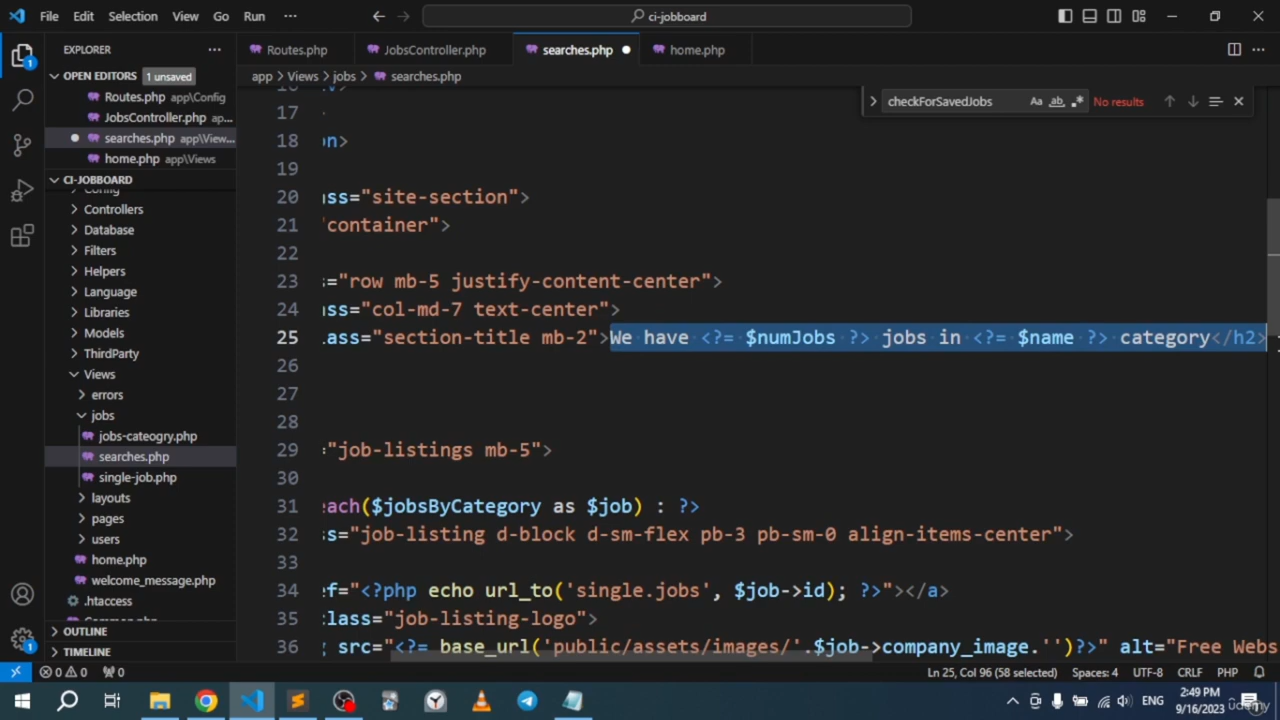 File Edit Selection View Go Run ··· ci-jobboard
EXPLORER ···
Routes.php JobsController.php searches.php home.php
OPEN EDITORS 1 unsaved
app > Views > jobs > searches.php
Routes.php app\Config
JobsController.php ap...
searches.php app\View...
home.php app\Views
CI-JOBBOARD
Controllers
Database
Filters
Helpers
Language
Libraries
Models
ThirdParty
Views
errors
jobs
jobs-cateogry.php
searches.php
single-job.php
layouts
pages
users
home.php
welcome_message.php
.htaccess
OUTLINE
TIMELINE
checkForSavedJobs Aa ab .* No results
17
18 on>
19
20 ass="site-section">
21 "container">
22
23 s="row mb-5 justify-content-center">
24 ass="col-md-7 text-center">
25 lass="section-title mb-2">We have <?= $numJobs ?> jobs in <?= $name ?> category</h2>
26
27
28
29 ="job-listings mb-5">
30
31 each($jobsByCategory as $job) : ?>
32 ss="job-listing d-block d-sm-flex pb-3 pb-sm-0 align-items-center">
33
34 ef="<?php echo url_to('single.jobs', $job->id); ?>"></a>
35 class="job-listing-logo">
36 g src="<?= base_url('public/assets/images/'.$job->company_image.'')?>" alt="Free Webs
0 0 0 Ln 25, Col 96 (58 selected) Spaces: 4 UTF-8 CRLF PHP
ENG 2:49 PM
9/16/2023
udemy